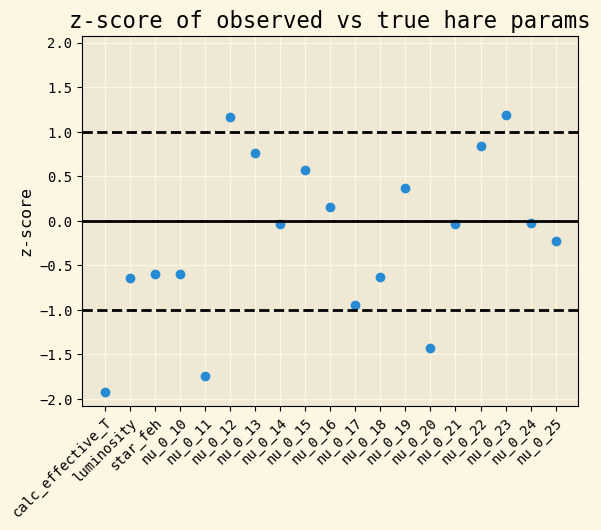 z-score of observed vs true hare params
z-score
2.0
1.5
1.0
0.5
0.0
−0.5
−1.0
−1.5
−2.0
calc_effective_T
luminosity
star_feh
nu_0_10
nu_0_11
nu_0_12
nu_0_13
nu_0_14
nu_0_15
nu_0_16
nu_0_17
nu_0_18
nu_0_19
nu_0_20
nu_0_21
nu_0_22
nu_0_23
nu_0_24
nu_0_25